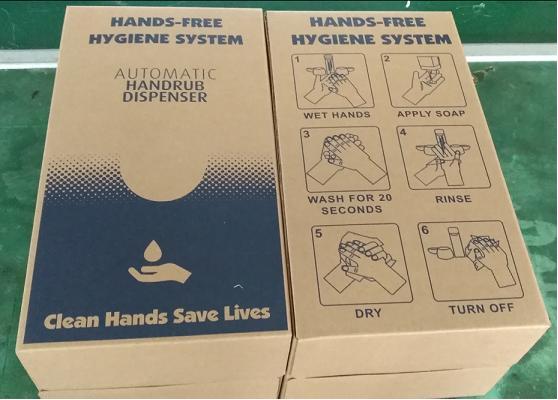 HANDS-FREE
HYGIENE SYSTEM
AUTOMATIC
HANDRUB
DISPENSER
Clean Hands Save Lives
HANDS-FREE
HYGIENE SYSTEM
1
WET HANDS
2
APPLY SOAP
3
WASH FOR 20
SECONDS
4
RINSE
5
DRY
6
TURN OFF